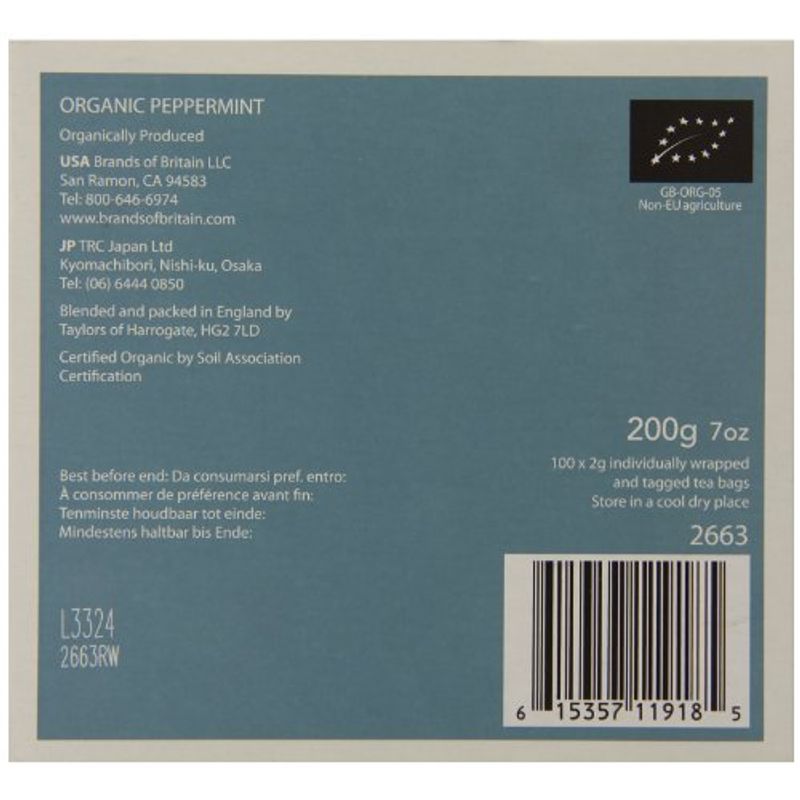 ORGANIC PEPPERMINT
Organically Produced
USA Brands of Britain LLC
San Ramon, CA 94583
Tel: 800-646-6974
www.brandsofbritain.com
JP TRC Japan Ltd
Kyomachibori, Nishi-ku, Osaka
Tel: (06) 6444 0850
Blended and packed in England by
Taylors of Harrogate, HG2 7LD
Certified Organic by Soil Association
Certification
GB-ORG-05
Non-EU agriculture
Best before end: Da consumarsi pref. entro:
À consommer de préférence avant fin:
Tenminste houdbaar tot einde:
Mindestens haltbar bis Ende:
L3324
2663RW
200g 7oz
100 x 2g individually wrapped
and tagged tea bags
Store in a cool dry place
2663
6 15357 11918 5